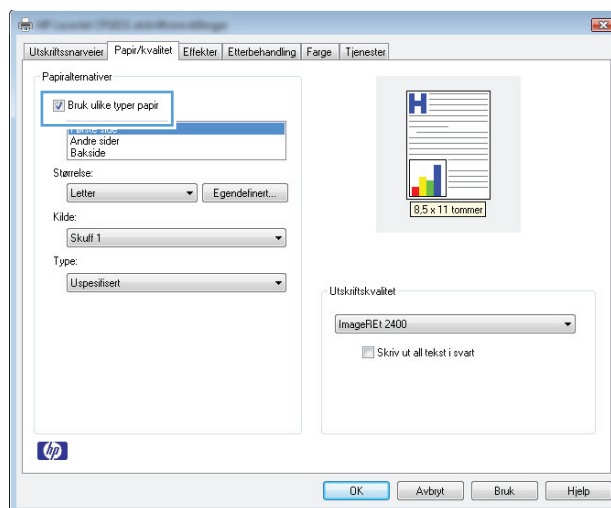 Utskriftssnarveier Papir/kvalitet Effekter Etterbehandling Farge Tjenester
Papiralternativer
Bruk ulike typer papir
Andre sider
Bakside
Størrelse:
Letter Egendefinert...
Kilde:
Skuff 1
Type:
Uspesifisert
H
8,5 x 11 tommer
Utskriftskvalitet
ImageREt 2400
Skriv ut all tekst i svart
hp
OK Avbryt Bruk Hjelp